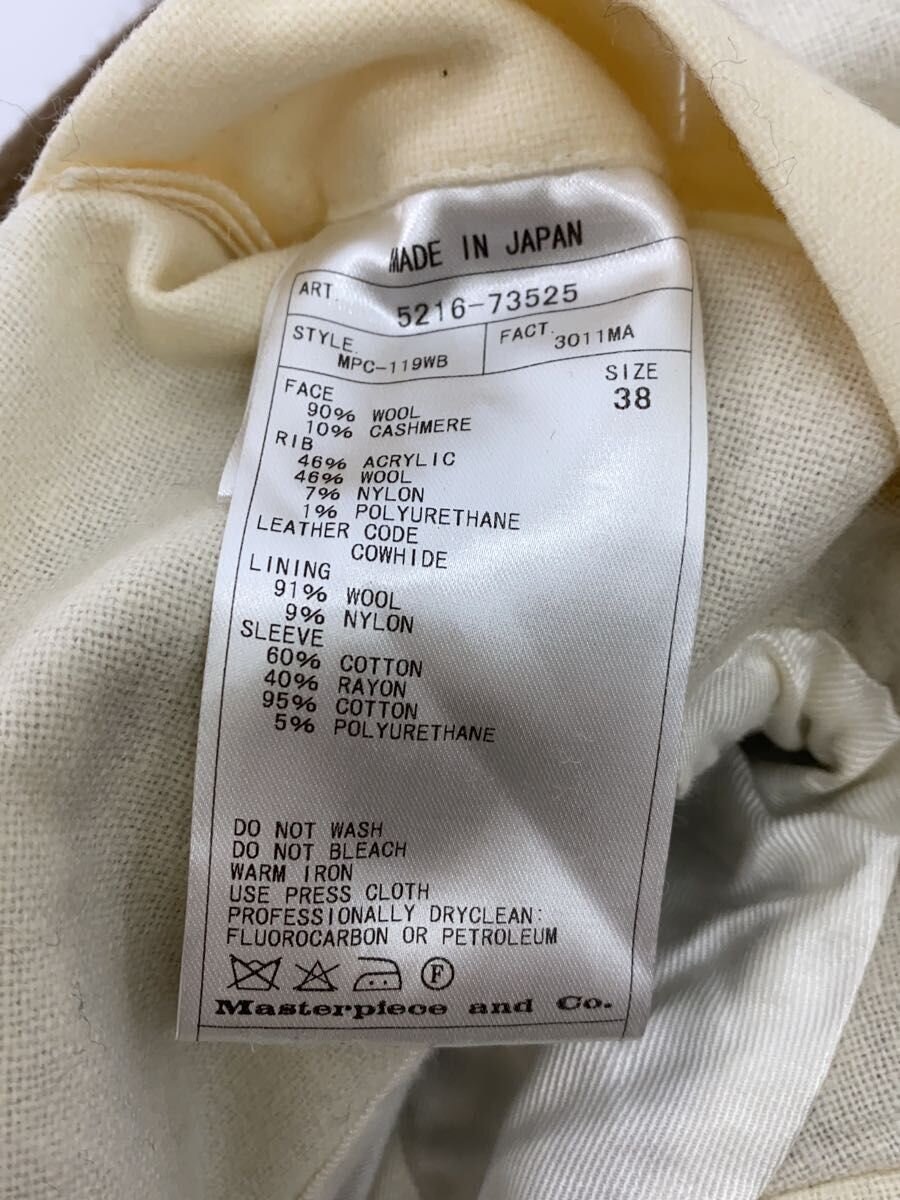 MADE IN JAPAN
ART. 5216-73525
STYLE. MPC-119WB FACT. 3011MA
SIZE
38
FACE
90% WOOL
10% CASHMERE
RIB
46% ACRYLIC
46% WOOL
7% NYLON
1% POLYURETHANE
LEATHER CODE
COWHIDE
LINING
91% WOOL
9% NYLON
SLEEVE
60% COTTON
40% RAYON
95% COTTON
5% POLYURETHANE
DO NOT WASH
DO NOT BLEACH
WARM IRON
USE PRESS CLOTH
PROFESSIONALLY DRYCLEAN:
FLUOROCARBON OR PETROLEUM
F
Masterpiece and Co.